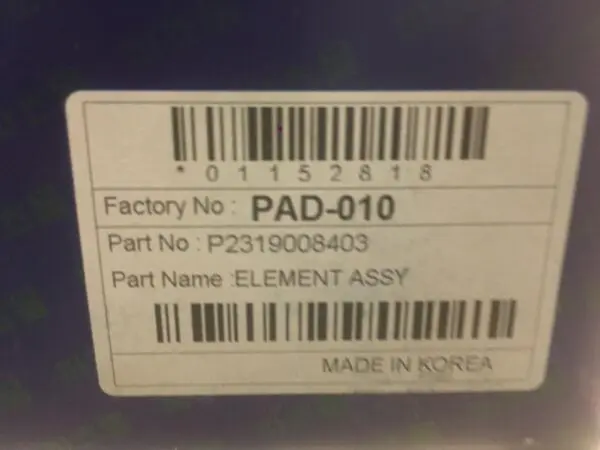 *01152818
Factory No : PAD-010
Part No : P2319008403
Part Name :ELEMENT ASSY
MADE IN KOREA